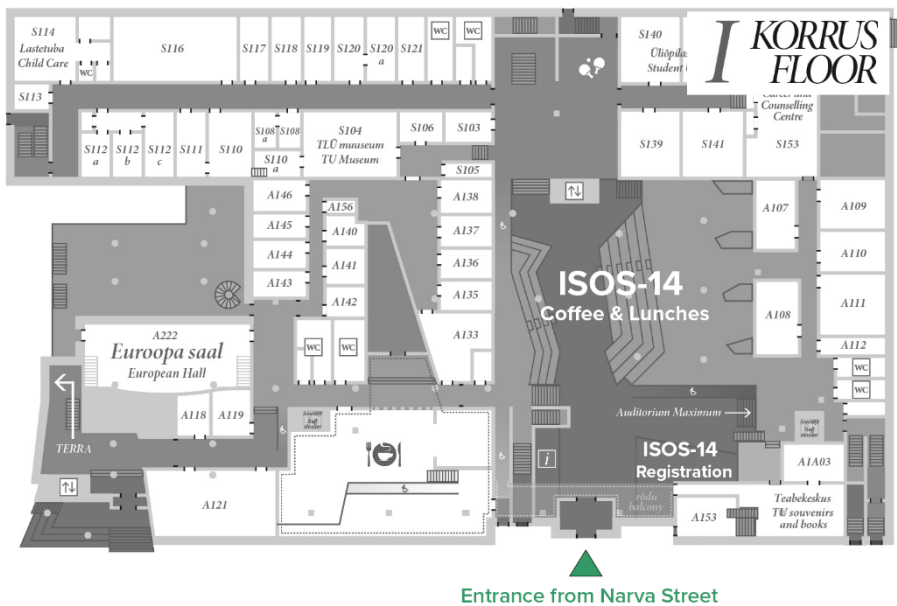 I KORRUS
FLOOR
S114
Lastetuba
Child Care
WC
S113
S116
S117
S118
S119
S120
S120
a
S121
WC
WC
WC
S140
Student
Counselling
Centre
S153
S112
a
S112
b
S112
c
S111
S110
S108
a
S108
S110
a
S104
TLÜ muuseum
TU Museum
S106
S103
S105
S139
S141
A146
A145
A144
A143
A156
A140
A141
A142
WC
WC
A138
A137
A136
A135
A133
A107
A108
A109
A110
A111
A112
WC
WC
ISOS-14
Coffee & Lunches
A222
Euroopa saal
European Hall
A118
A119
TERRA
A121
Auditorium Maximum
ISOS-14
Registration
i
rõdu
balcony
A1A03
A153
Teabekeskus
TÜ souvenirs
and books
Entrance from Narva Street